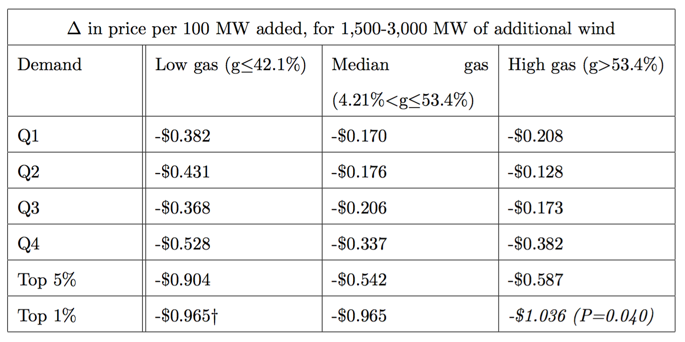 Δ in price per 100 MW added, for 1,500-3,000 MW of additional wind
Demand Low gas (g≤42.1%) Median gas High gas (g>53.4%)
(4.21%<g≤53.4%)
Q1 -$0.382 -$0.170 -$0.208
Q2 -$0.431 -$0.176 -$0.128
Q3 -$0.368 -$0.206 -$0.173
Q4 -$0.528 -$0.337 -$0.382
Top 5% -$0.904 -$0.542 -$0.587
Top 1% -$0.965† -$0.965 -$1.036 (P=0.040)